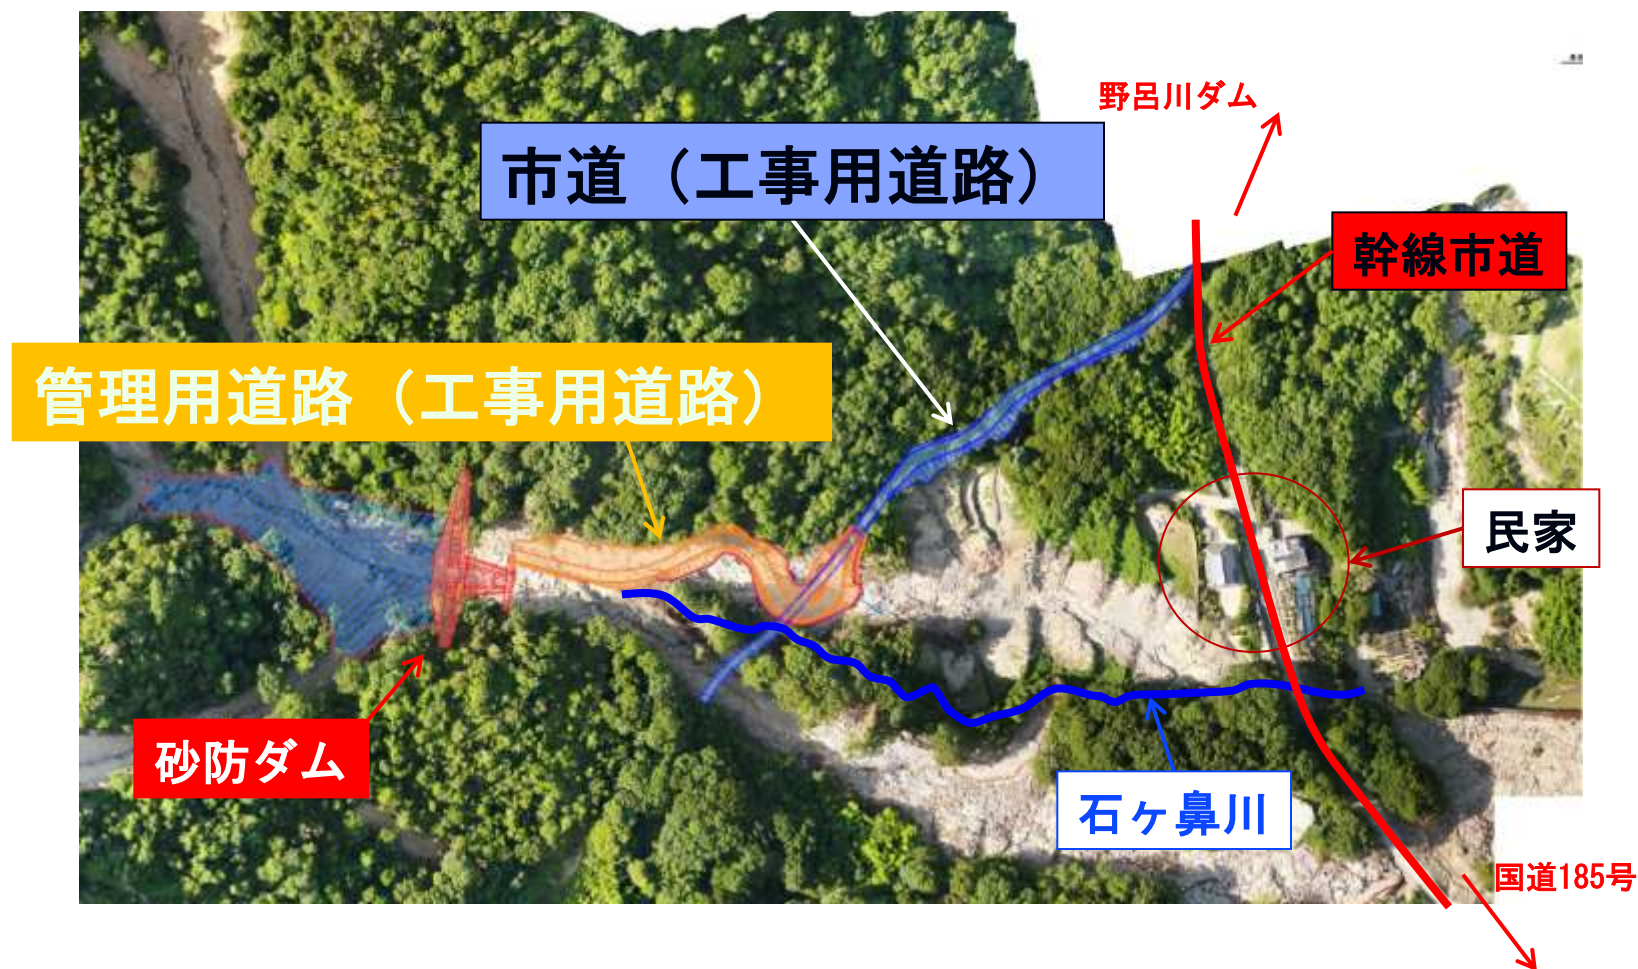 野呂川ダム
市道（工事用道路）
幹線市道
管理用道路（工事用道路）
民家
砂防ダム
石ヶ鼻川
国道185号